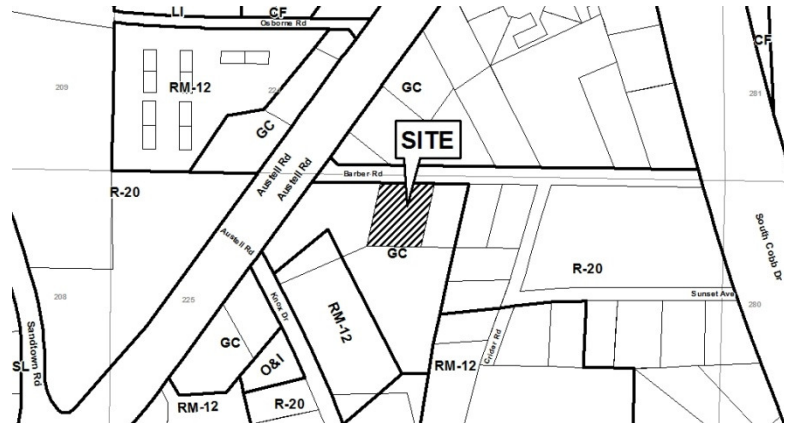 LI
CF
Osborne Rd
CF
209
RM-12
GC
GC
281
SITE
Austell Rd
Austell Rd
Barber Rd
R-20
Austell Rd
GC
South Cobb Dr
R-20
208
225
Knox Dr
RM-12
Sunset Ave
280
Sandtown Rd
GC
Crider Rd
SL
O&I
RM-12
RM-12
R-20